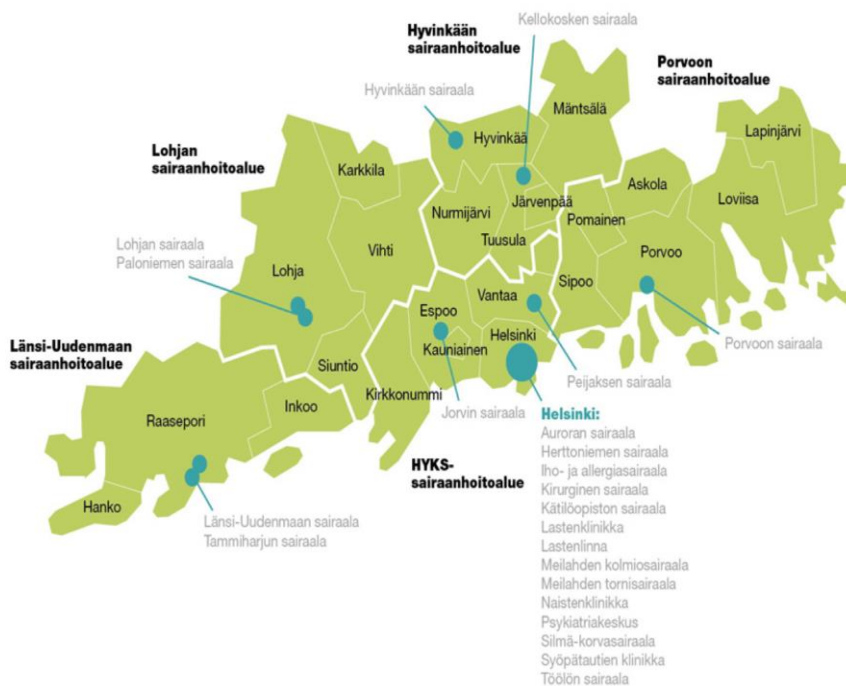 Hyvinkään
sairaanhoitoalue
Kellokosken sairaala
Porvoon
sairaanhoitoalue
Hyvinkään sairaala
Mäntsälä
Lapinjärvi
Hyvinkää
Lohjan
sairaanhoitoalue
Karkkila
Askola
Loviisa
Järvenpää
Nurmijärvi
Pornainen
Tuusula
Vihti
Porvoo
Lohjan sairaala
Paloniemen sairaala
Lohja
Sipoo
Vantaa
Espoo
Helsinki
Kauniainen
Länsi-Uudenmaan
sairaanhoitoalue
Porvoon sairaala
Siuntio
Peijaksen sairaala
Kirkkonummi
Inkoo
Jorvin sairaala
Raasepori
HYKS-
sairaanhoitoalue
Hanko
Länsi-Uudenmaan sairaala
Tammiharjun sairaala
Helsinki:
Auroran sairaala
Herttoniemen sairaala
Iho- ja allergiasairaala
Kirurginen sairaala
Kätilöopiston sairaala
Lastenklinikka
Lastenlinna
Meilahden kolmiosairaala
Meilahden tornisairaala
Naistenklinikka
Psykiatriakeskus
Silmä-korvasairaala
Syöpätautien klinikka
Töölön sairaala